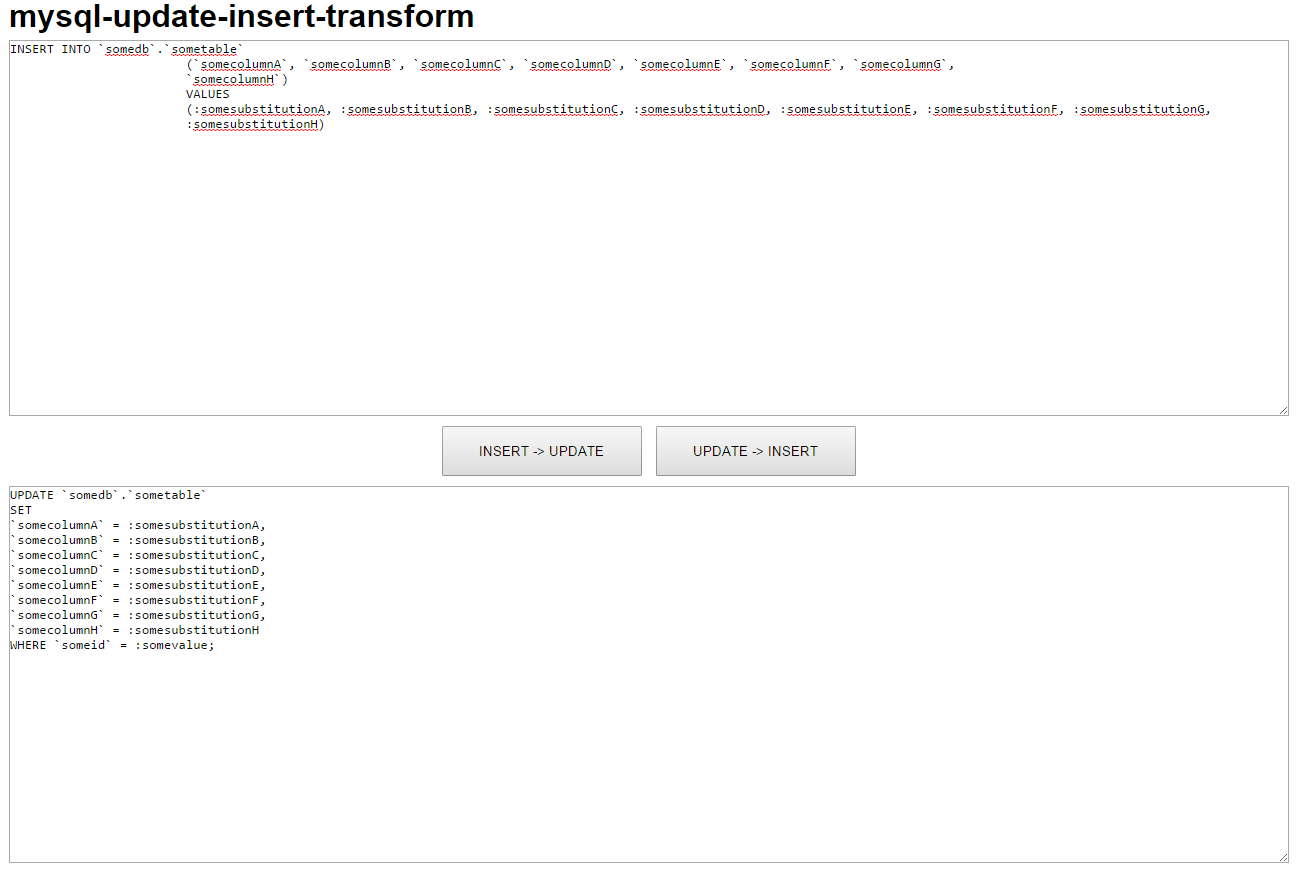 mysql-update-insert-transform
INSERT INTO `somedb`.`sometable`
(`somecolumnA`, `somecolumnB`, `somecolumnC`, `somecolumnD`, `somecolumnE`, `somecolumnF`, `somecolumnG`,
`somecolumnH`)
VALUES
(:somesubstitutionA, :somesubstitutionB, :somesubstitutionC, :somesubstitutionD, :somesubstitutionE, :somesubstitutionF, :somesubstitutionG,
:somesubstitutionH)
INSERT -> UPDATE
UPDATE -> INSERT
UPDATE `somedb`.`sometable`
SET
`somecolumnA` = :somesubstitutionA,
`somecolumnB` = :somesubstitutionB,
`somecolumnC` = :somesubstitutionC,
`somecolumnD` = :somesubstitutionD,
`somecolumnE` = :somesubstitutionE,
`somecolumnF` = :somesubstitutionF,
`somecolumnG` = :somesubstitutionG,
`somecolumnH` = :somesubstitutionH
WHERE `someid` = :somevalue;